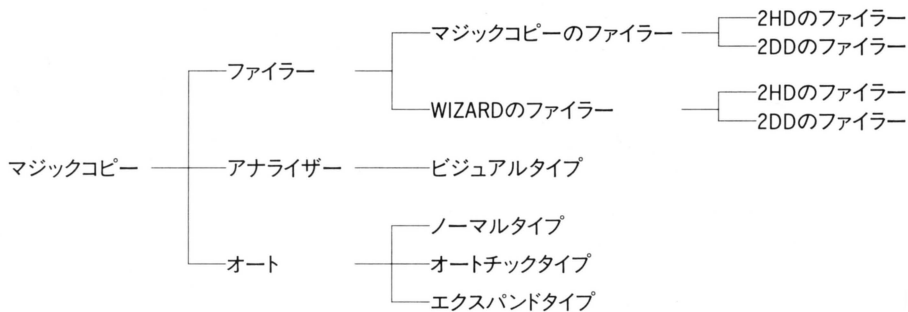 2HDのファイラー
マジックコピーのファイラー
2DDのファイラー
ファイラー
2HDのファイラー
WIZARDのファイラー
2DDのファイラー
マジックコピー
アナライザー
ビジュアルタイプ
ノーマルタイプ
オート
オートチックタイプ
エクスパンドタイプ